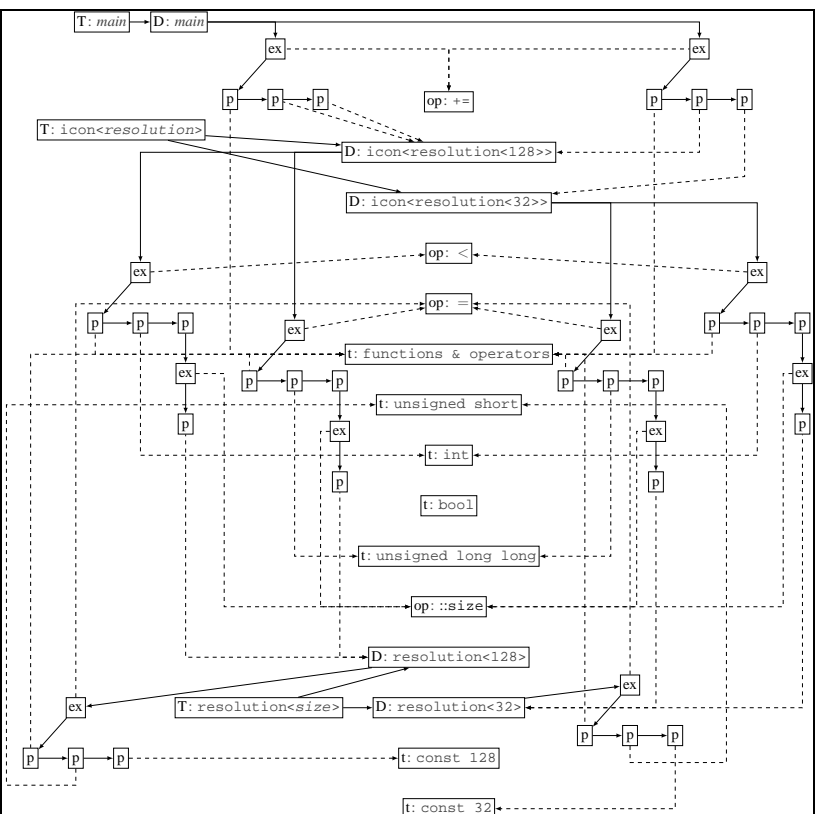 T: main D: main
ex ex
p p p op: += p p p
T: icon<resolution>
D: icon<resolution<128>>
D: icon<resolution<32>>
op: <
ex ex
op: =
p p p p p p
ex ex
t: functions & operators
ex ex
p p p p p p
t: unsigned short
p p
ex ex
t: int
p p
t: bool
t: unsigned long long
op: ::size
D: resolution<128>
ex
ex T: resolution<size> D: resolution<32>
p p p
p p p t: const 128
t: const 32